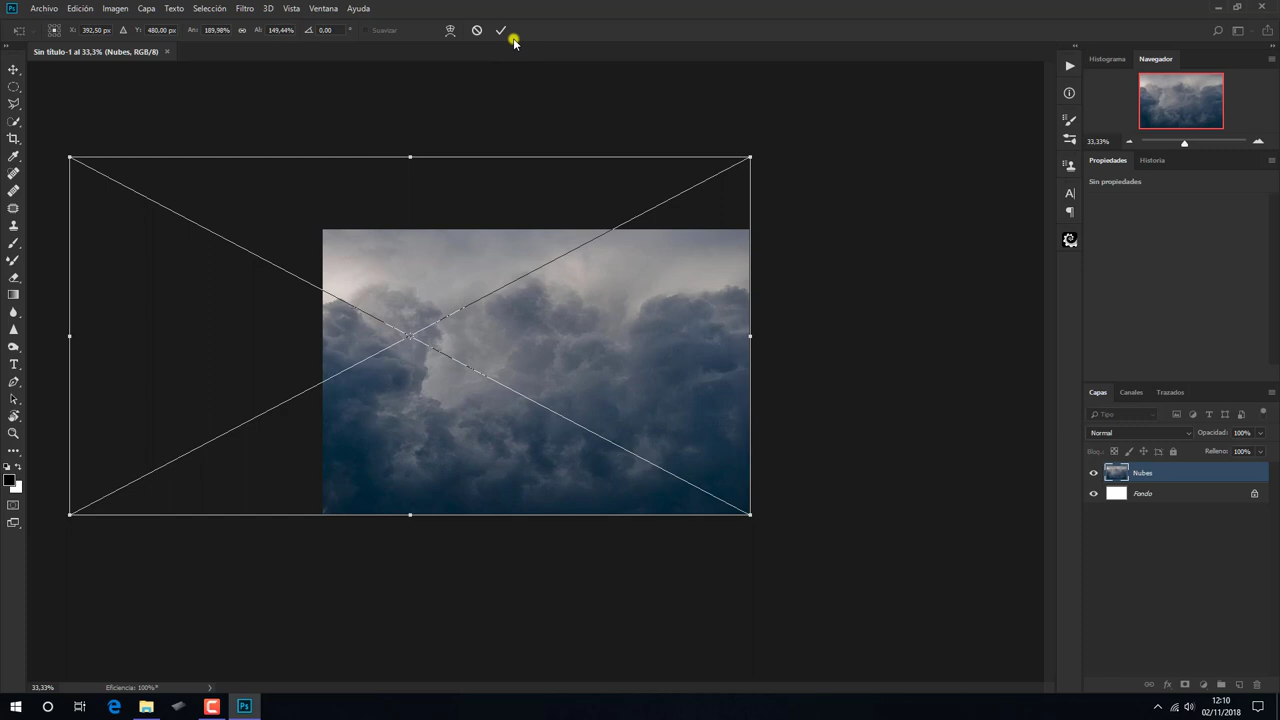 Archivo Edición Imagen Capa Texto Selección Filtro 3D Vista Ventana Ayuda
X: 392,50 px Y: 480,00 px An: 189,98% Al: 149,44% 0,00 ° Suavizar
Sin título-1 al 33,3% (Nubes, RGB/8) ×
Histograma Navegador
33,33%
Propiedades Historia
Sin propiedades
Capas Canales Trazados
Tipo
Normal Opacidad: 100%
Bloq.: Relleno: 100%
Nubes
Fondo
33,33% Eficiencia: 100%*
Ps
12:10
02/11/2018